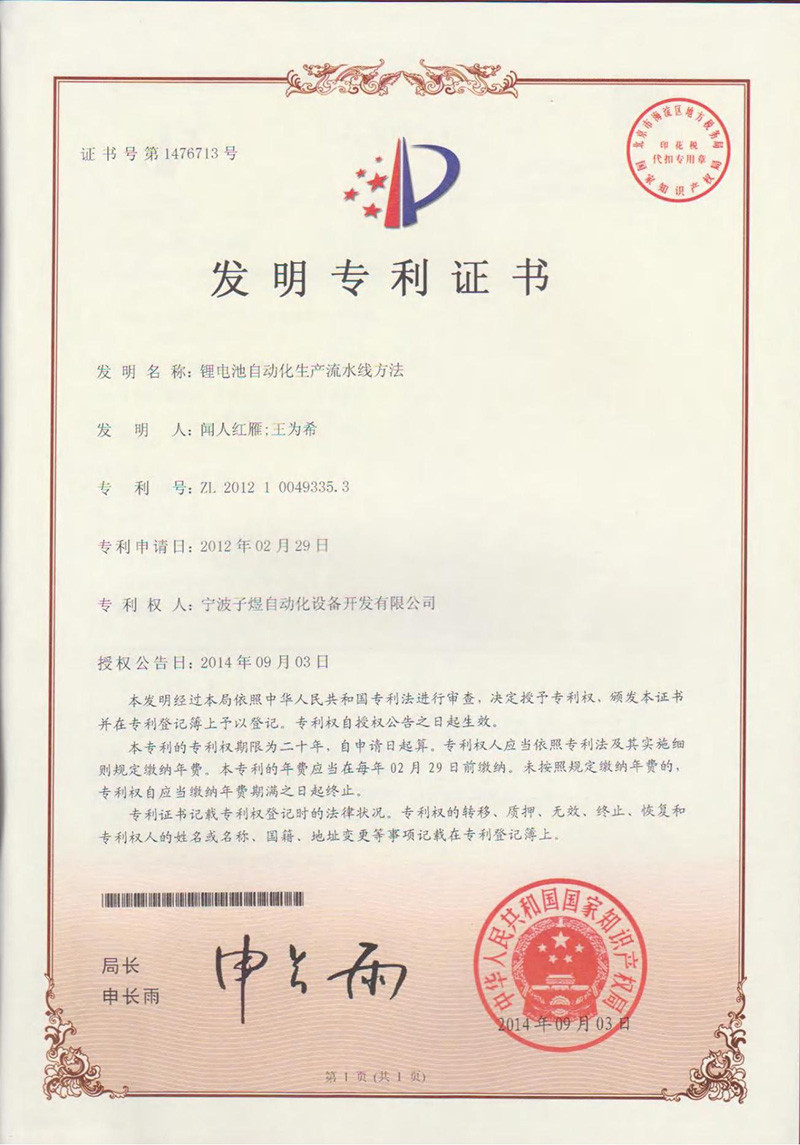 证书号第1476713号
北京市海淀区地方税务局
印花税
代扣专用章
国家知识产权局
发明专利证书
发明名称：锂电池自动化生产流水线方法
发明人：闻人红雁;王为希
专利号：ZL 2012 1 0049335.3
专利申请日：2012年02月29日
专利权人：宁波子煜自动化设备开发有限公司
授权公告日：2014年09月03日
本发明经过本局依照中华人民共和国专利法进行审查，决定授予专利权，颁发本证书
并在专利登记簿上予以登记。专利权自授权公告之日起生效。
本专利的专利权期限为二十年，自申请日起算。专利权人应当依照专利法及其实施细
则规定缴纳年费。本专利的年费应当在每年02月29日前缴纳。未按照规定缴纳年费的，
专利权自应当缴纳年费期满之日起终止。
专利证书记载专利权登记时的法律状况。专利权的转移、质押、无效、终止、恢复和
专利权人的姓名或名称、国籍、地址变更等事项记载在专利登记簿上。
局长
申长雨
申长雨
中华人民共和国国家知识产权局
2014年09月03日
第1页(共1页)